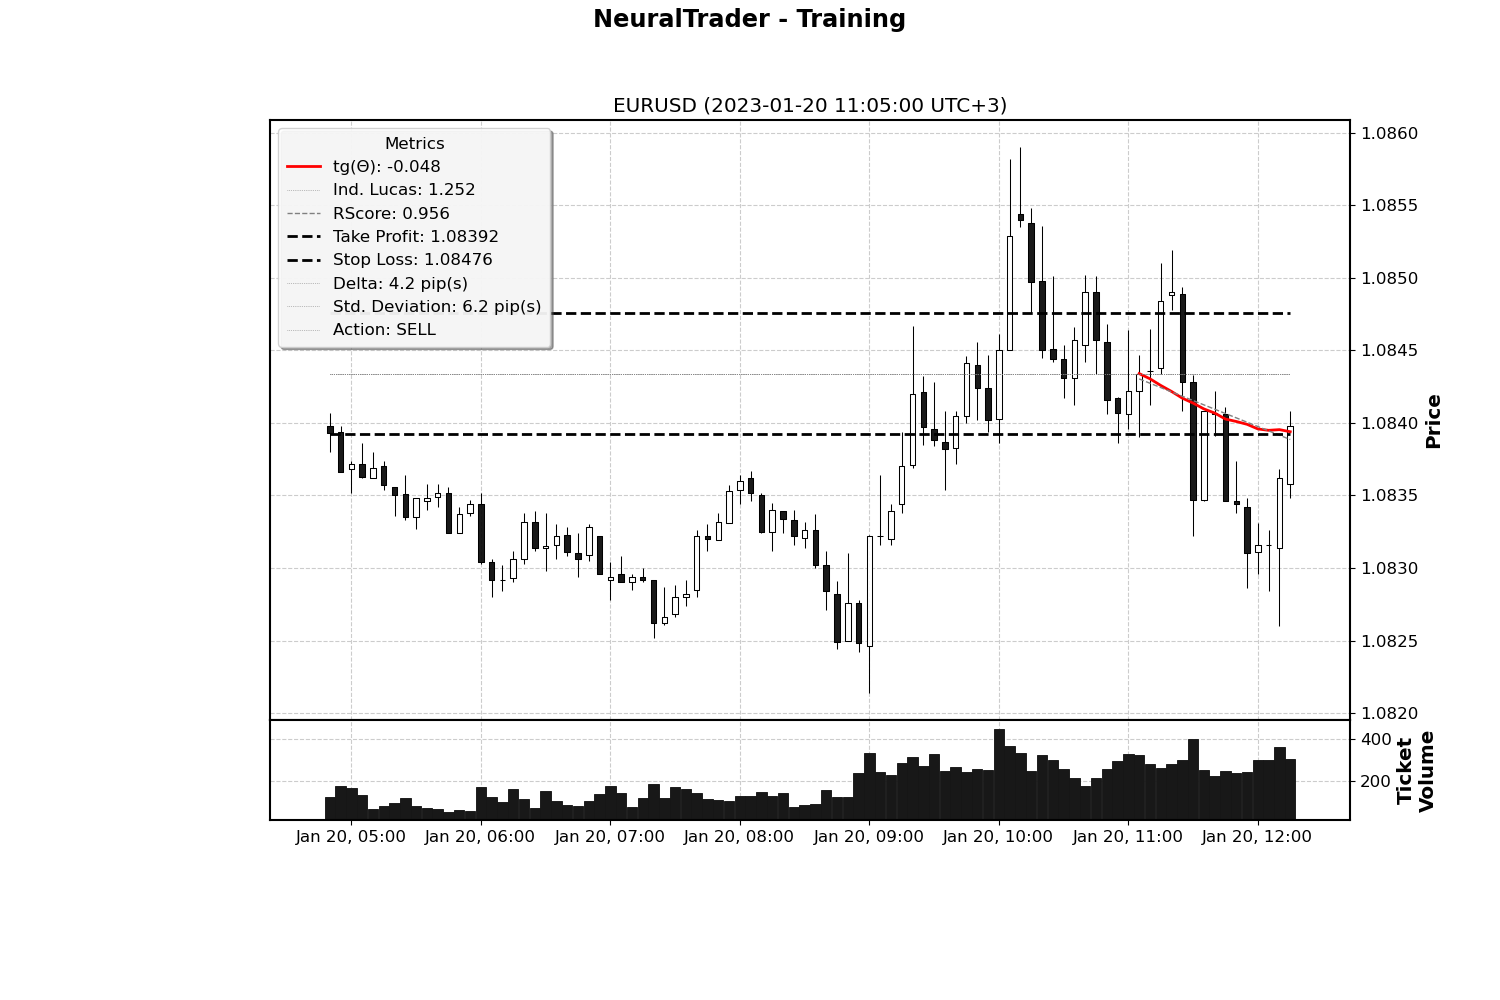 NeuralTrader - Training
EURUSD (2023-01-20 11:05:00 UTC+3)
Metrics
tg(Θ): -0.048
Ind. Lucas: 1.252
RScore: 0.956
Take Profit: 1.08392
Stop Loss: 1.08476
Delta: 4.2 pip(s)
Std. Deviation: 6.2 pip(s)
Action: SELL
1.0860
1.0855
1.0850
1.0845
1.0840
1.0835
1.0830
1.0825
1.0820
Price
400
200
Ticket
Volume
Jan 20, 05:00 Jan 20, 06:00 Jan 20, 07:00 Jan 20, 08:00 Jan 20, 09:00 Jan 20, 10:00 Jan 20, 11:00 Jan 20, 12:00